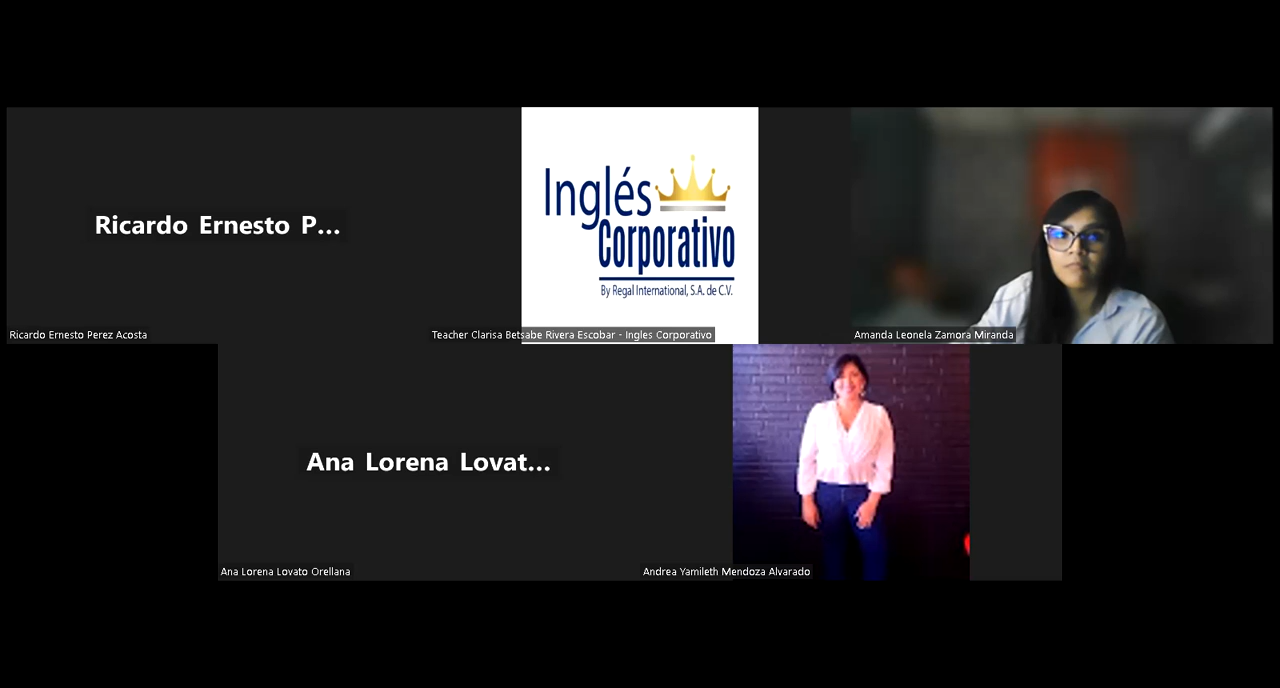 Ricardo Ernesto P...
Inglés
Corporativo
By Regal International, S.A. de C.V.
Ricardo Ernesto Perez Acosta
Teacher Clarisa Betsabe Rivera Escobar - Ingles Corporativo
Amanda Leonela Zamora Miranda
Ana Lorena Lovat...
Ana Lorena Lovato Orellana
Andrea Yamileth Mendoza Alvarado